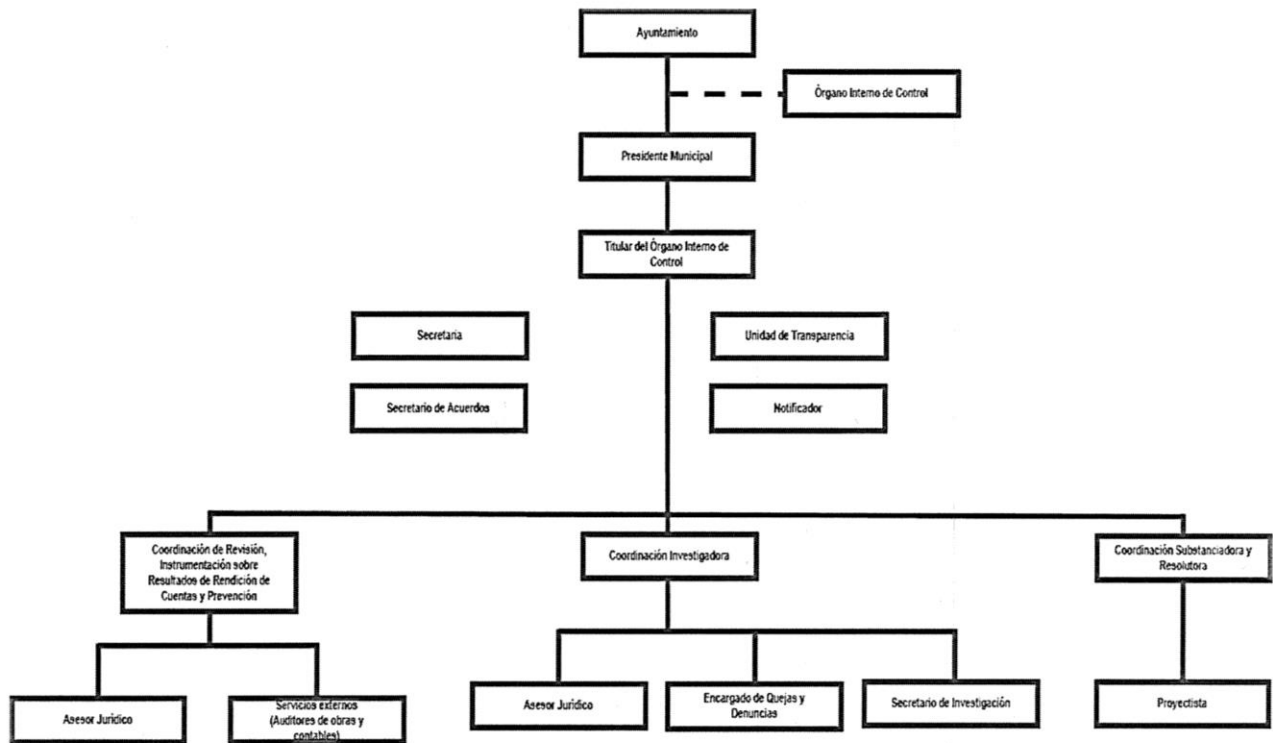 Ayuntamiento
Órgano Interno de Control
Presidente Municipal
Titular del Órgano Interno de
Control
Secretaria
Unidad de Transparencia
Secretario de Acuerdos
Notificador
Coordinación de Revisión,
Instrumentación sobre
Resultados de Rendición de
Cuentas y Prevención
Coordinación Investigadora
Coordinación Substanciadora y
Resolutora
Asesor Jurídico
Servicios externos
(Auditores de obras y
contables)
Asesor Jurídico
Encargado de Quejas y
Denuncias
Secretario de Investigación
Proyectista